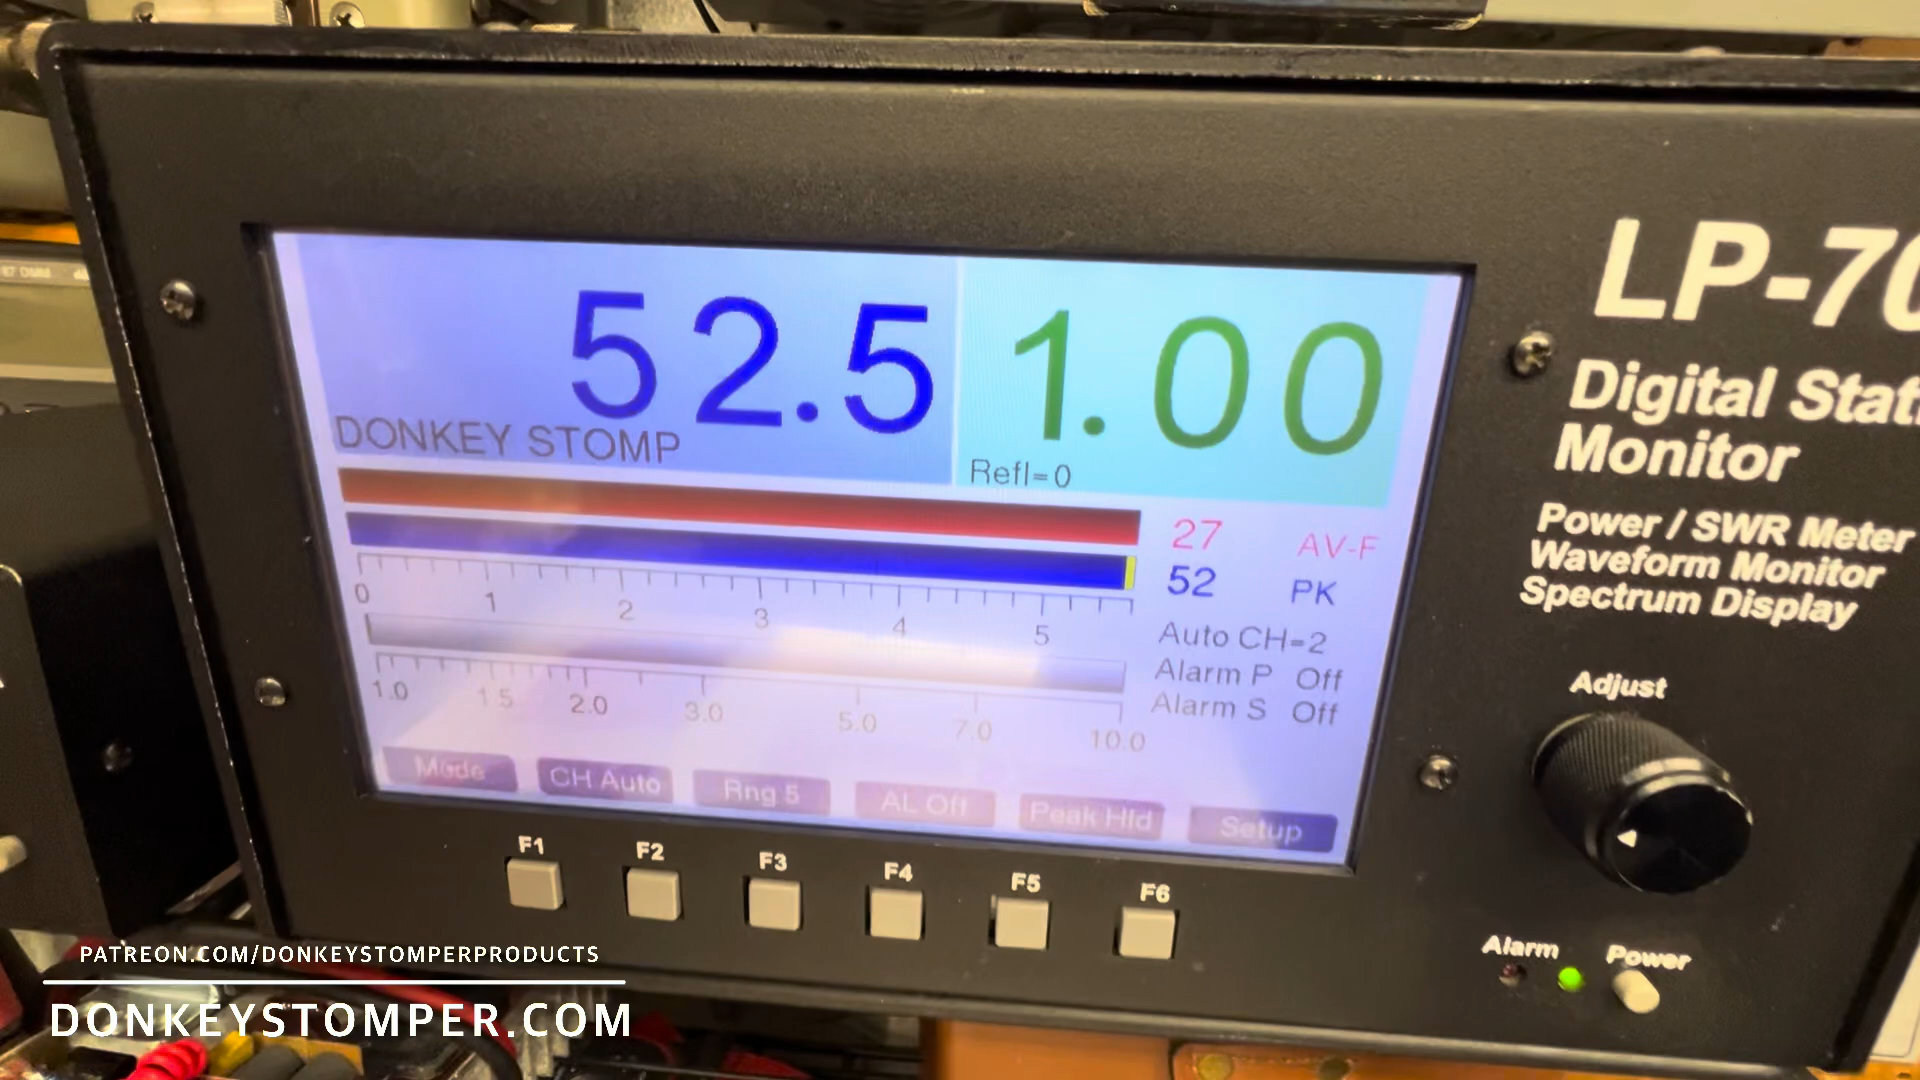 87 DMM
LP-70
Digital Stat
Monitor
Power / SWR Meter
Waveform Monitor
Spectrum Display
52.5
1.00
DONKEY STOMP
Refl=0
27 AV-F
52 PK
0 1 2 3 4 5
Auto CH=2
Alarm P Off
Alarm S Off
1.0 1.5 2.0 3.0 5.0 7.0 10.0
Mode CH Auto Rng 5 AL Off Peak Hld Setup
F1 F2 F3 F4 F5 F6
Adjust
Alarm Power
PATREON.COM/DONKEYSTOMPERPRODUCTS
DONKEYSTOMPER.COM